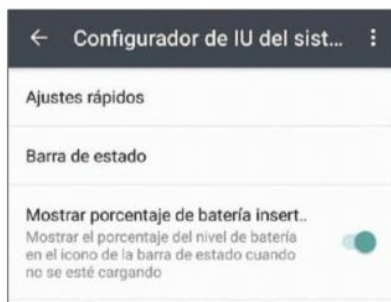 Configurador de IU del sist...
Ajustes rápidos
Barra de estado
Mostrar porcentaje de batería insert..
Mostrar el porcentaje del nivel de batería
en el icono de la barra de estado cuando
no se esté cargando